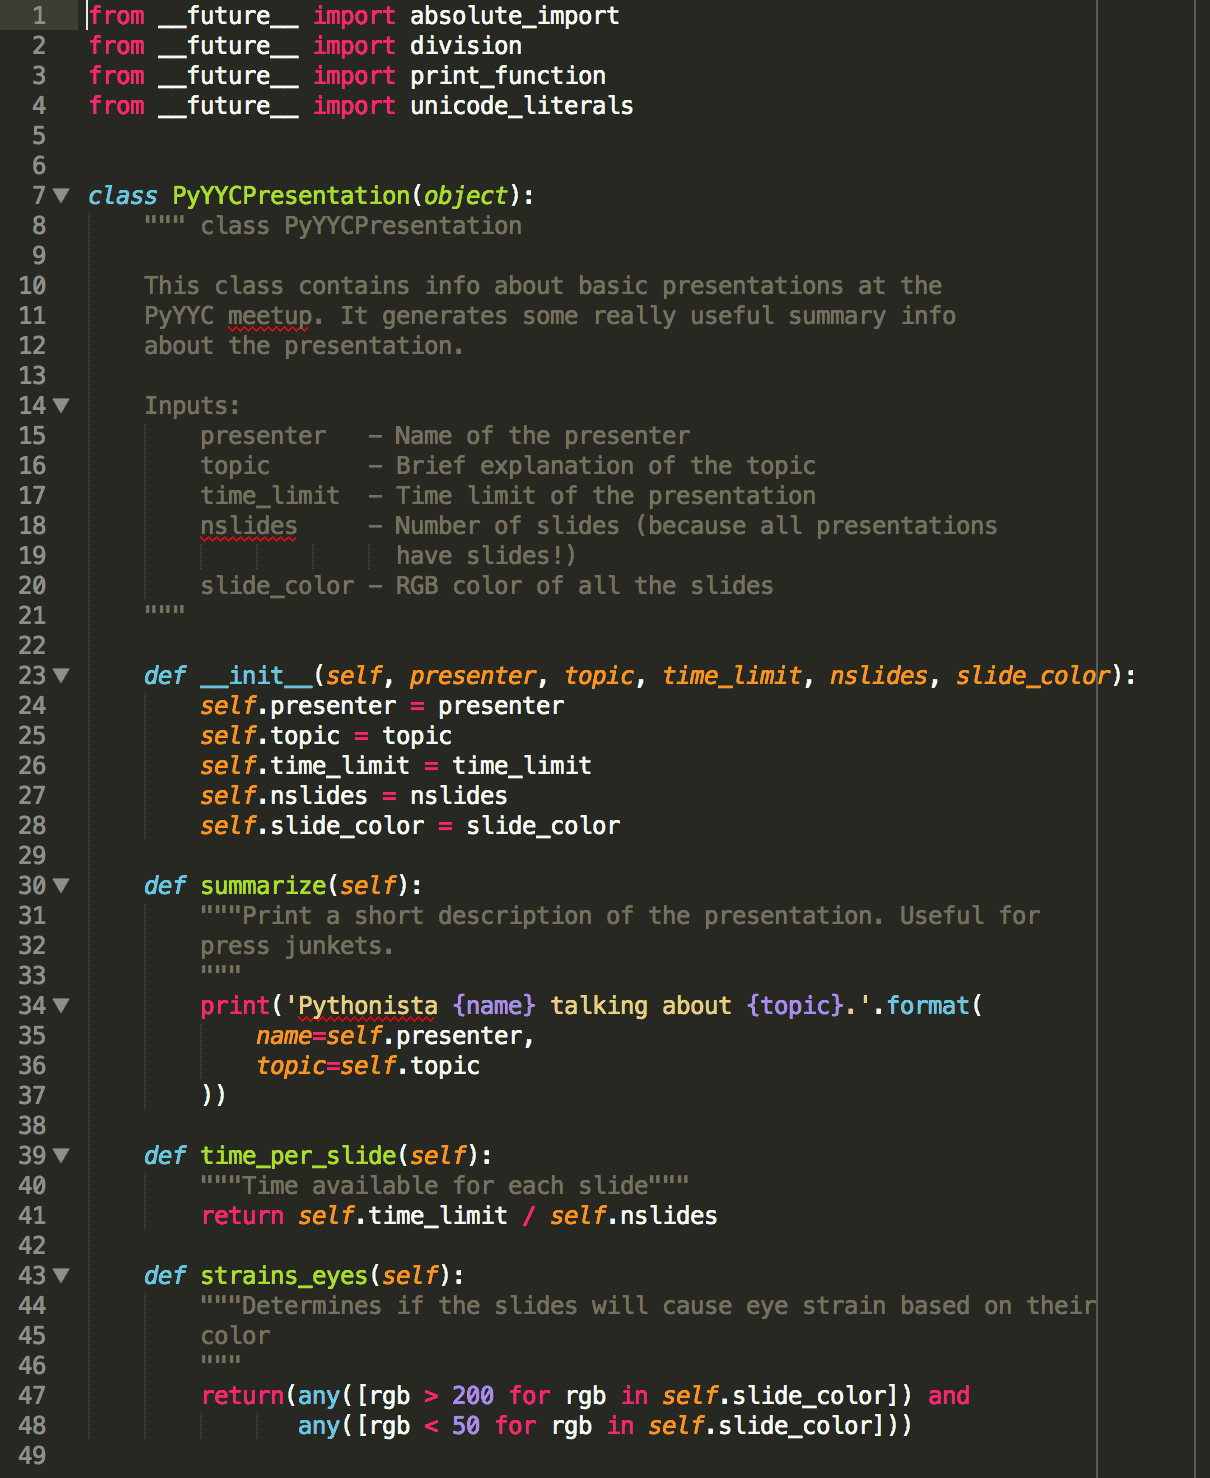 1 from __future__ import absolute_import
2 from __future__ import division
3 from __future__ import print_function
4 from __future__ import unicode_literals
5
6
7 class PyYYCPresentation(object):
8     """ class PyYYCPresentation
9
10     This class contains info about basic presentations at the
11     PyYYC meetup. It generates some really useful summary info
12     about the presentation.
13
14     Inputs:
15         presenter   – Name of the presenter
16         topic       – Brief explanation of the topic
17         time_limit  – Time limit of the presentation
18         nslides     – Number of slides (because all presentations
19                       have slides!)
20         slide_color – RGB color of all the slides
21     """
22
23     def __init__(self, presenter, topic, time_limit, nslides, slide_color):
24         self.presenter = presenter
25         self.topic = topic
26         self.time_limit = time_limit
27         self.nslides = nslides
28         self.slide_color = slide_color
29
30     def summarize(self):
31         """Print a short description of the presentation. Useful for
32         press junkets.
33         """
34         print('Pythonista {name} talking about {topic}.'.format(
35             name=self.presenter,
36             topic=self.topic
37         ))
38
39     def time_per_slide(self):
40         """Time available for each slide"""
41         return self.time_limit / self.nslides
42
43     def strains_eyes(self):
44         """Determines if the slides will cause eye strain based on their
45         color
46         """
47         return(any([rgb > 200 for rgb in self.slide_color]) and
48                any([rgb < 50 for rgb in self.slide_color]))
49